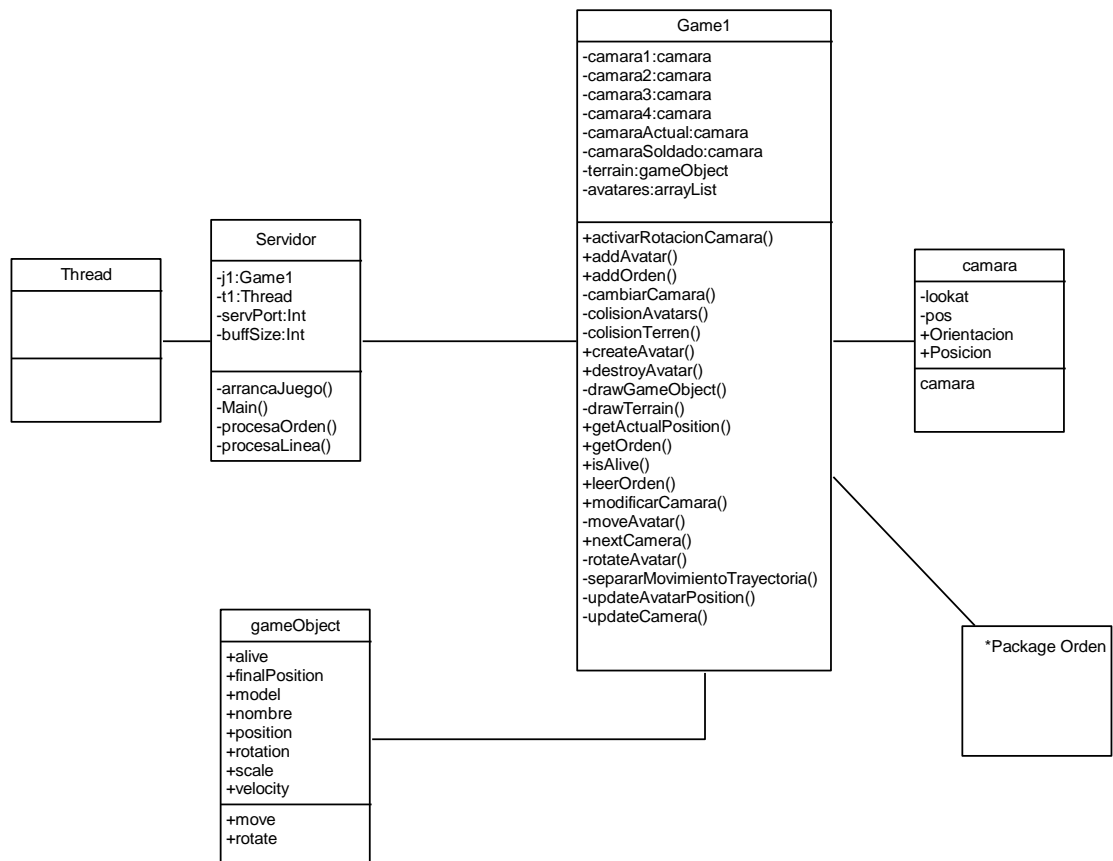 Game1
-camara1:camara
-camara2:camara
-camara3:camara
-camara4:camara
-camaraActual:camara
-camaraSoldado:camara
-terrain:gameObject
-avatares:arrayList
+activarRotacionCamara()
+addAvatar()
+addOrden()
-cambiarCamara()
-colisionAvatars()
-colisionTerren()
+createAvatar()
+destroyAvatar()
-drawGameObject()
-drawTerrain()
+getActualPosition()
+getOrden()
+isAlive()
+leerOrden()
+modificarCamara()
-moveAvatar()
+nextCamera()
-rotateAvatar()
-separarMovimientoTrayectoria()
-updateAvatarPosition()
-updateCamera()
Servidor
-j1:Game1
-t1:Thread
-servPort:Int
-buffSize:Int
-arrancaJuego()
-Main()
-procesaOrden()
-procesaLinea()
Thread
camara
-lookat
-pos
+Orientacion
+Posicion
camara
gameObject
+alive
+finalPosition
+model
+nombre
+position
+rotation
+scale
+velocity
+move
+rotate
*Package Orden